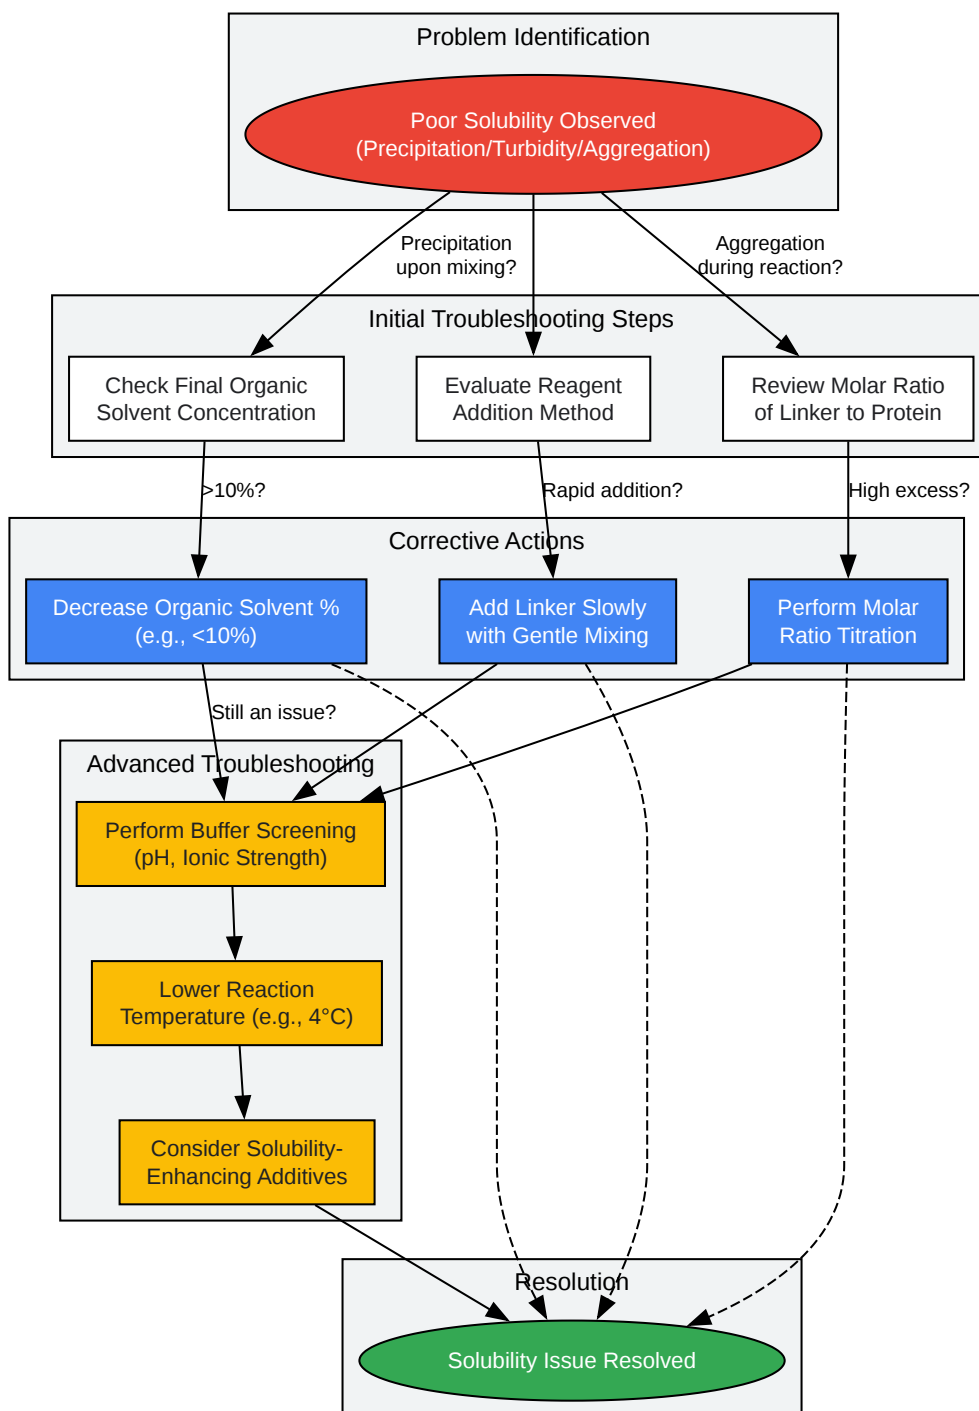 Problem Identification
Poor Solubility Observed
(Precipitation/Turbidity/Aggregation)
Precipitation
upon mixing?
Aggregation
during reaction?
Initial Troubleshooting Steps
Check Final Organic
Solvent Concentration
Evaluate Reagent
Addition Method
Review Molar Ratio
of Linker to Protein
>10%?
Rapid addition?
High excess?
Corrective Actions
Decrease Organic Solvent %
(e.g., <10%)
Add Linker Slowly
with Gentle Mixing
Perform Molar
Ratio Titration
Still an issue?
Advanced Troubleshooting
Perform Buffer Screening
(pH, Ionic Strength)
Lower Reaction
Temperature (e.g., 4°C)
Consider Solubility-
Enhancing Additives
Resolution
Solubility Issue Resolved